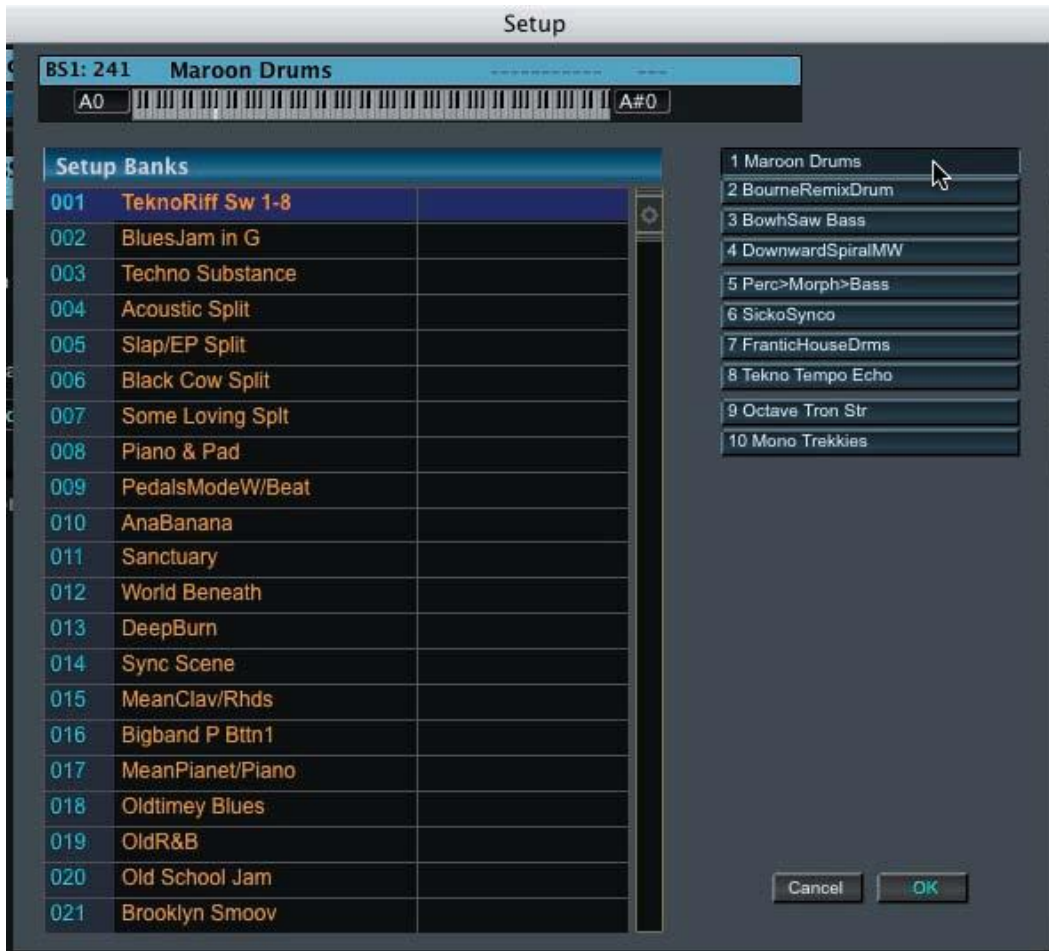 Setup
BS1: 241 Maroon Drums ----------- ---
A0 A#0
Setup Banks
001 TeknoRiff Sw 1-8
002 BluesJam in G
003 Techno Substance
004 Acoustic Split
005 Slap/EP Split
006 Black Cow Split
007 Some Loving Splt
008 Piano & Pad
009 PedalsModeW/Beat
010 AnaBanana
011 Sanctuary
012 World Beneath
013 DeepBurn
014 Sync Scene
015 MeanClav/Rhds
016 Bigband P Bttn1
017 MeanPianet/Piano
018 Oldtimey Blues
019 OldR&B
020 Old School Jam
021 Brooklyn Smoov
1 Maroon Drums
2 BourneRemixDrum
3 BowhSaw Bass
4 DownwardSpiralMW
5 Perc>Morph>Bass
6 SickoSynco
7 FranticHouseDrms
8 Tekno Tempo Echo
9 Octave Tron Str
10 Mono Trekkies
Cancel OK